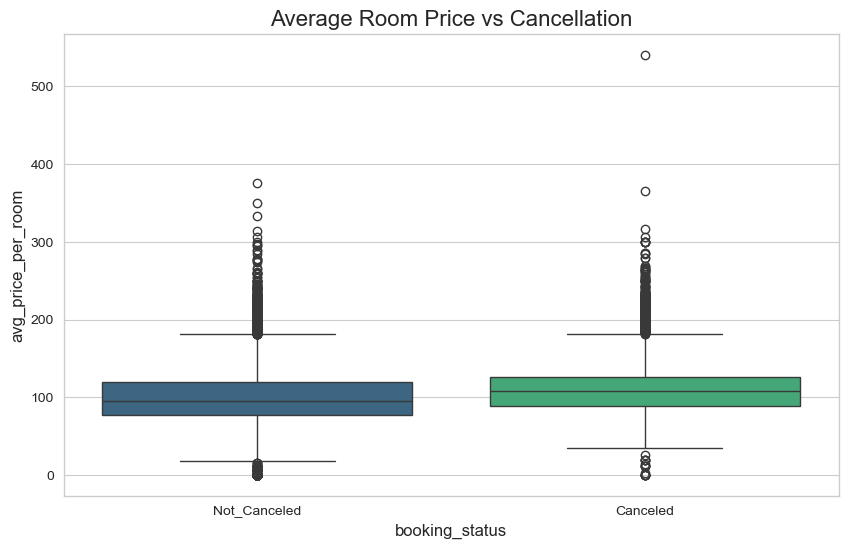 Average Room Price vs Cancellation
avg_price_per_room
500
400
300
200
100
0
Not_Canceled
Canceled
booking_status